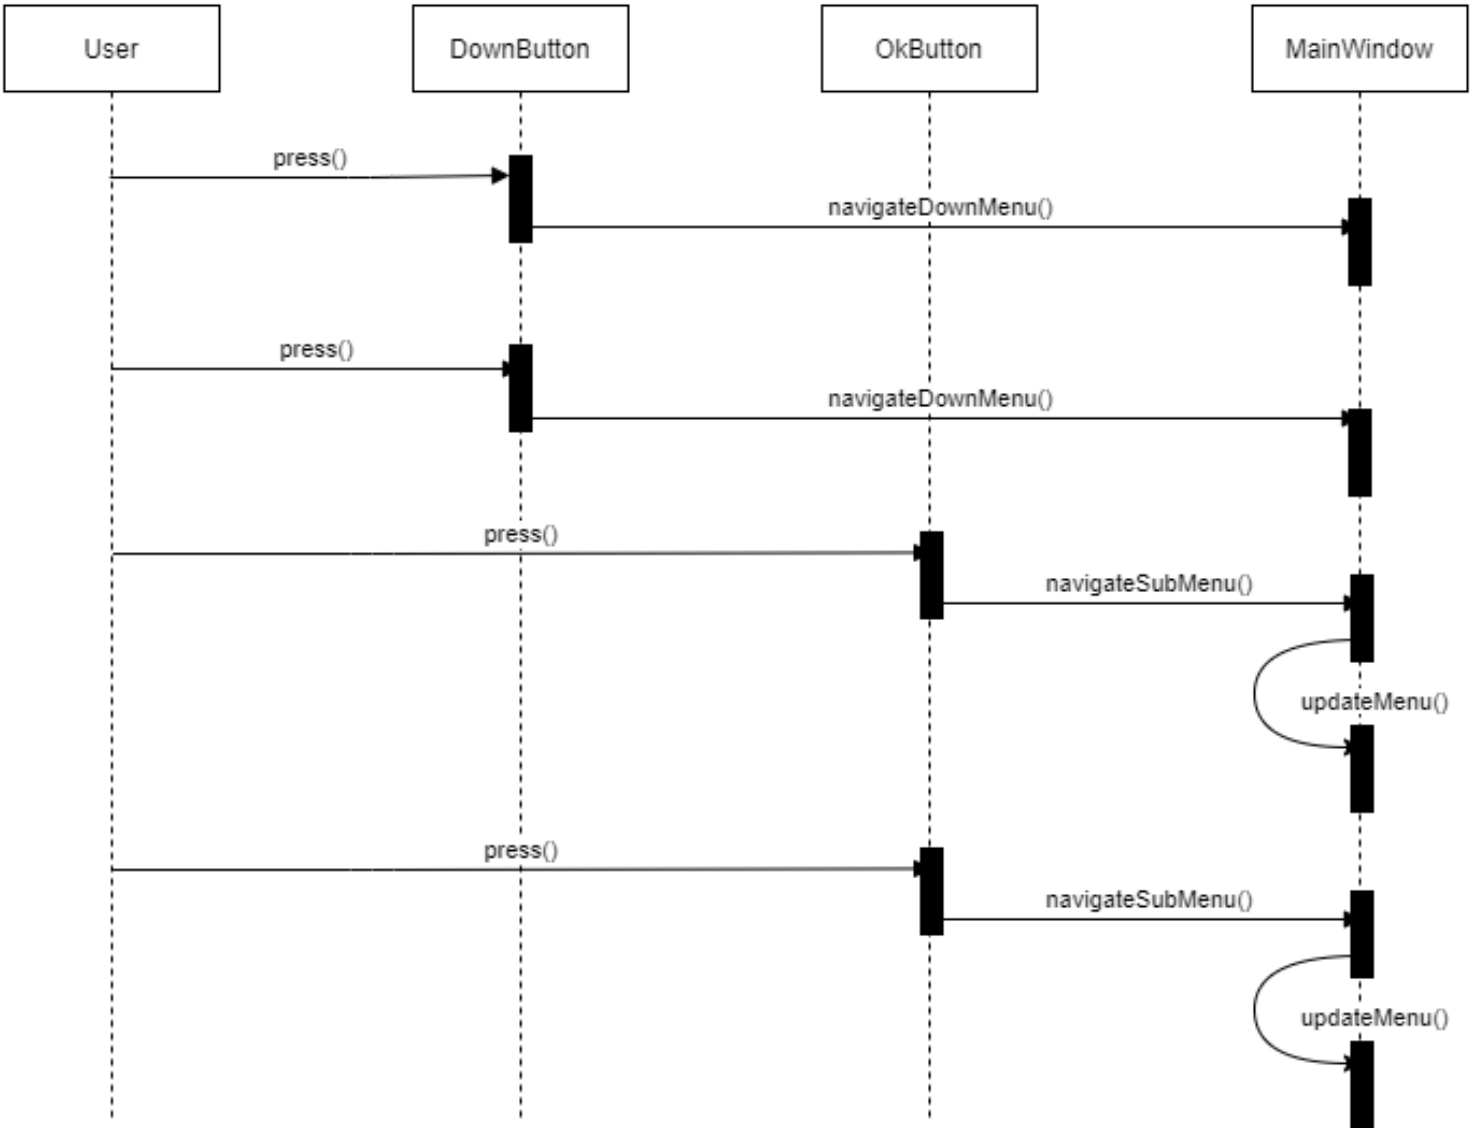 User
DownButton
OkButton
MainWindow
press()
navigateDownMenu()
press()
navigateDownMenu()
press()
navigateSubMenu()
updateMenu()
press()
navigateSubMenu()
updateMenu()